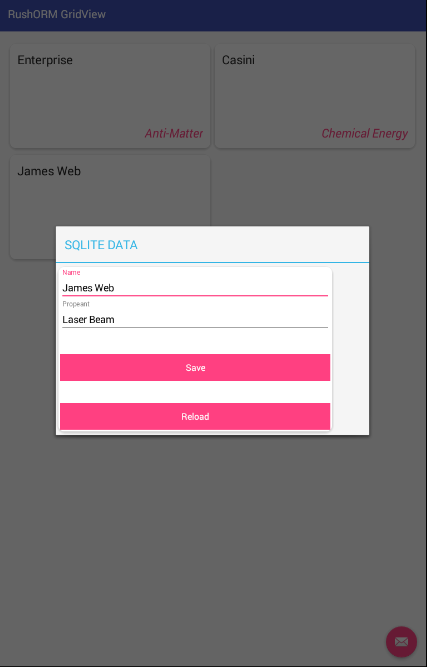 RushORM GridView
Enterprise
Casini
Anti-Matter
Chemical Energy
James Web
SQLITE DATA
Name
James Web
Propeant
Laser Beam
Save
Reload